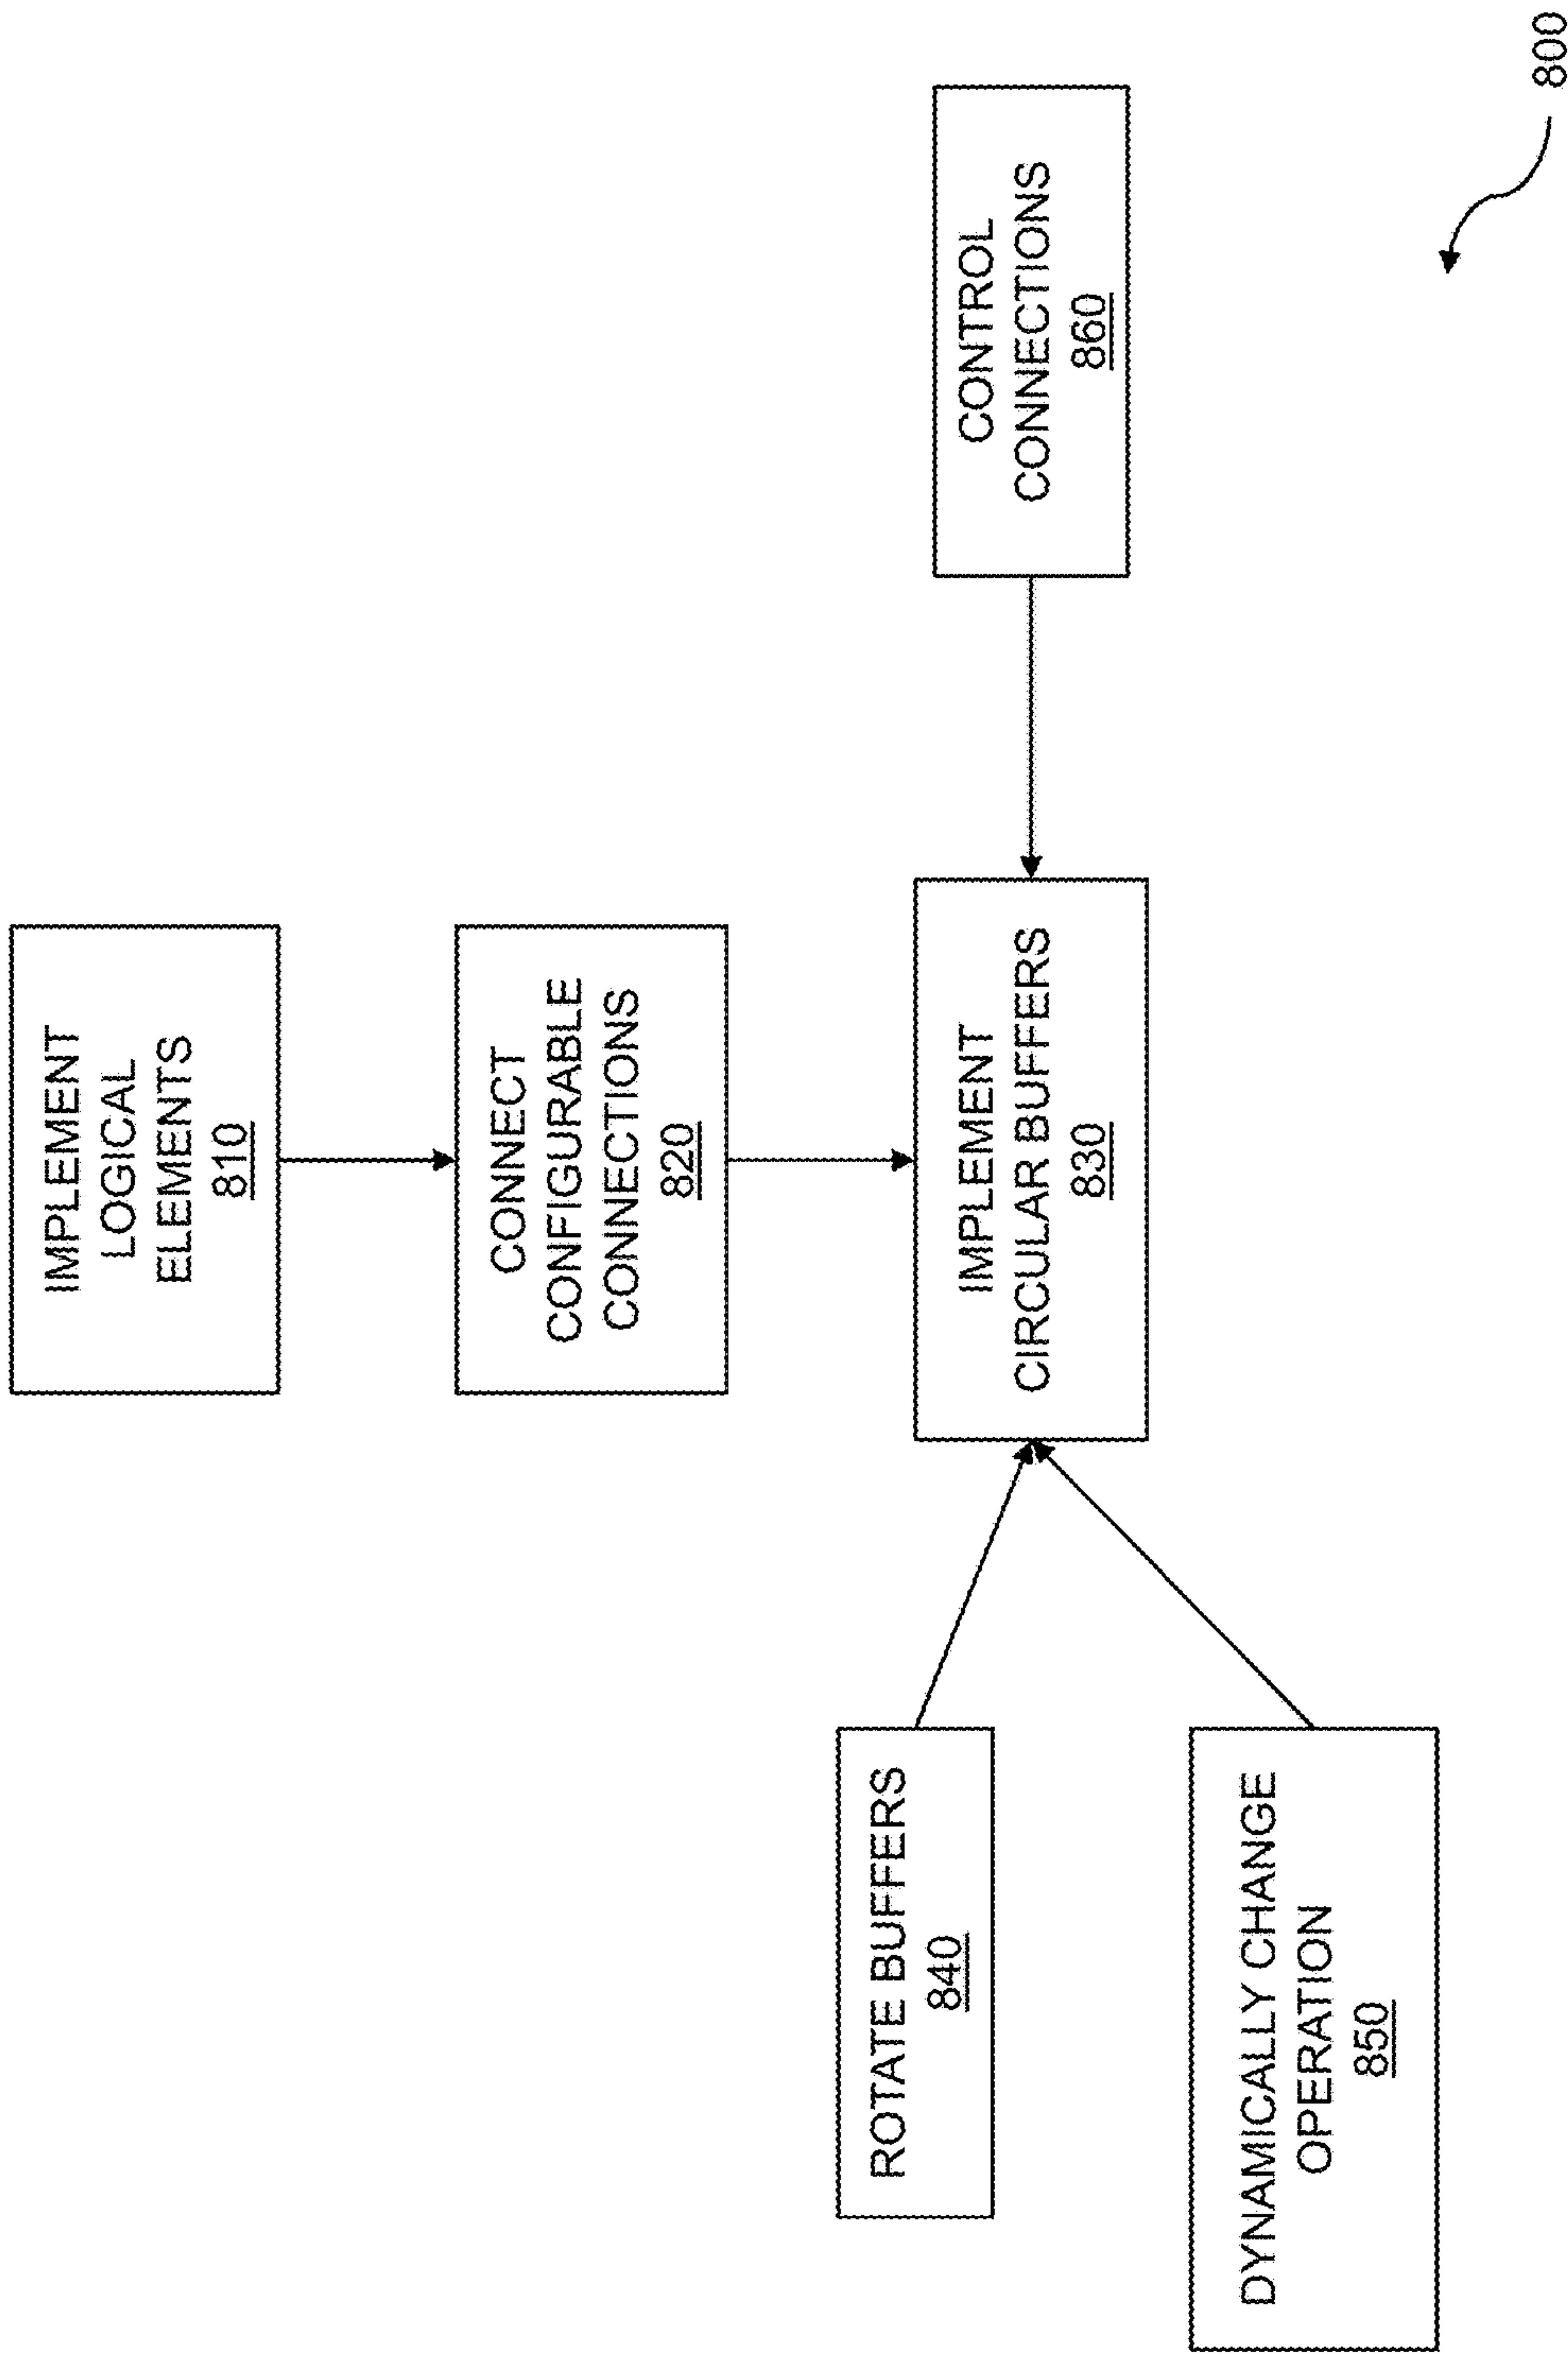 IMPLEMENT
LOGICAL
ELEMENTS
810
CONNECT
CONFIGURABLE
CONNECTIONS
820
IMPLEMENT
CIRCULAR BUFFERS
830
ROTATE BUFFERS
840
DYNAMICALLY CHANGE
OPERATION
850
CONTROL
CONNECTIONS
860
800